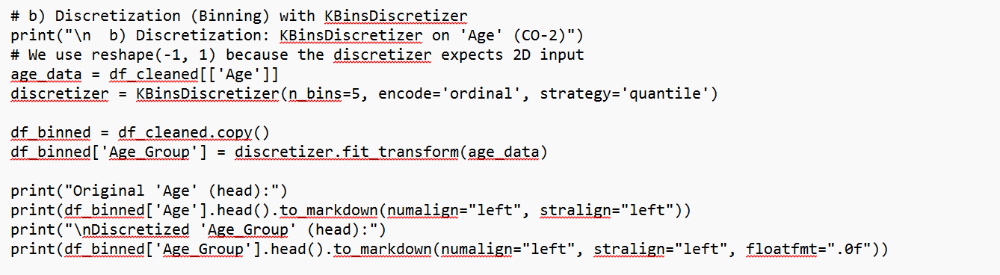 # b) Discretization (Binning) with KBinsDiscretizer
print("\n  b) Discretization: KBinsDiscretizer on 'Age' (CO-2)")
# We use reshape(-1, 1) because the discretizer expects 2D input
age_data = df_cleaned[['Age']]
discretizer = KBinsDiscretizer(n_bins=5, encode='ordinal', strategy='quantile')
df_binned = df_cleaned.copy()
df_binned['Age_Group'] = discretizer.fit_transform(age_data)
print("Original 'Age' (head):")
print(df_binned['Age'].head().to_markdown(numalign="left", stralign="left"))
print("\nDiscretized 'Age_Group' (head):")
print(df_binned['Age_Group'].head().to_markdown(numalign="left", stralign="left", floatfmt=".0f"))